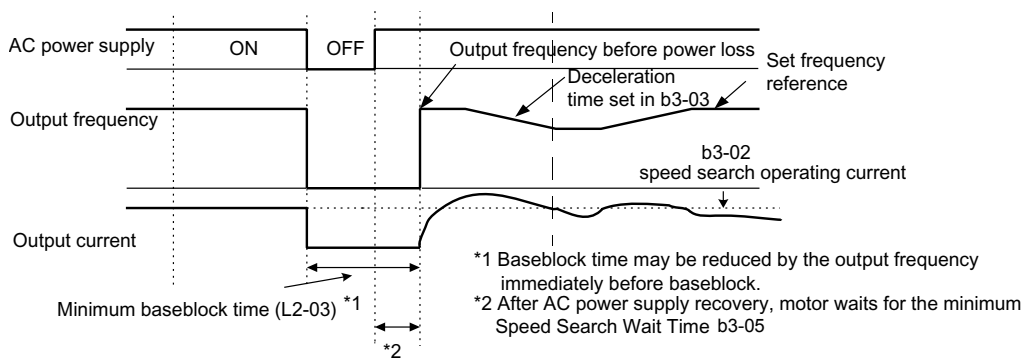 AC power supply
ON
OFF
Output frequency before power loss
Deceleration
time set in b3-03
Set frequency
reference
Output frequency
b3-02
speed search operating current
Output current
*1 Baseblock time may be reduced by the output frequency
immediately before baseblock.
Minimum baseblock time (L2-03) *1
*2 After AC power supply recovery, motor waits for the minimum
Speed Search Wait Time b3-05
*2